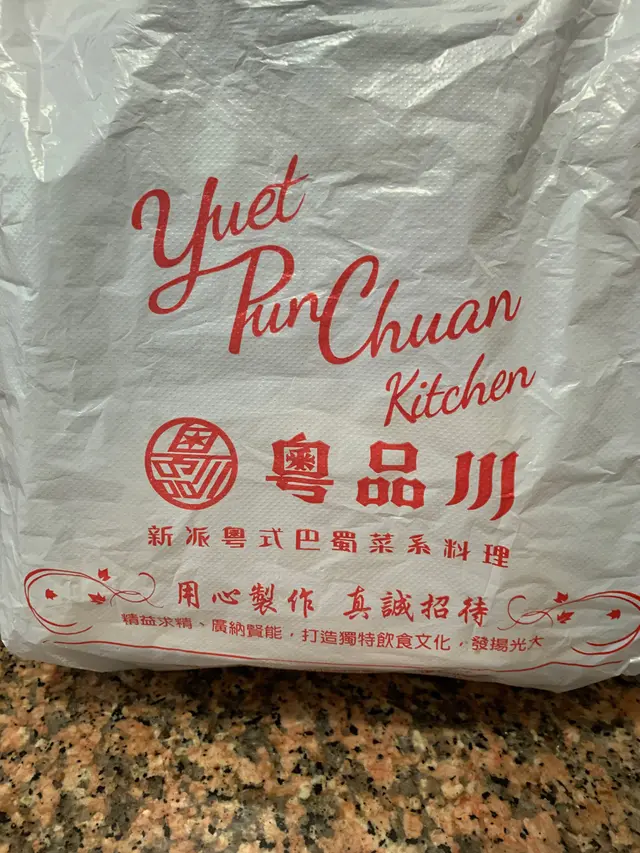 Yuet
Pun Chuan
Kitchen
粤品川
新派粵式巴蜀菜系料理
用心製作 真誠招待
精益求精、廣納賢能，打造獨特飲食文化，發揚光大